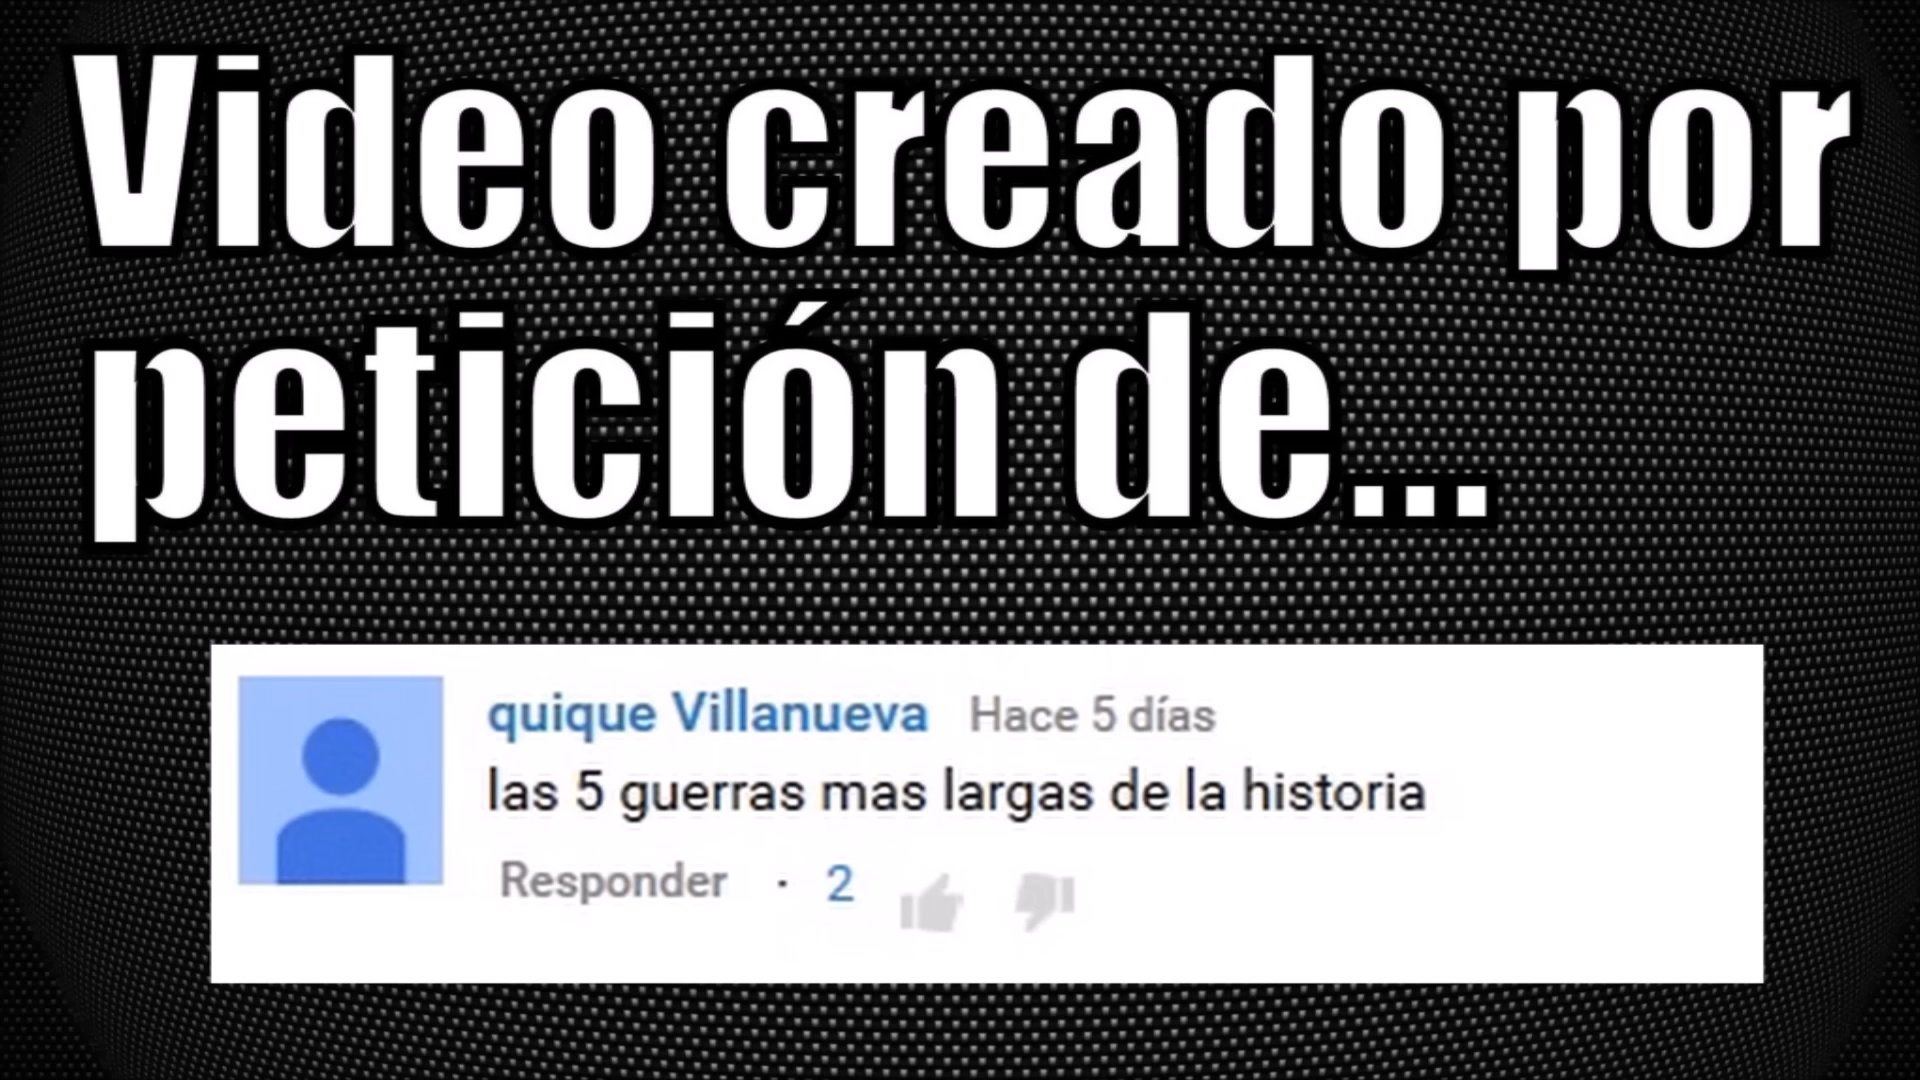 Video creado por
petición de...
quique Villanueva Hace 5 días
las 5 guerras mas largas de la historia
Responder · 2